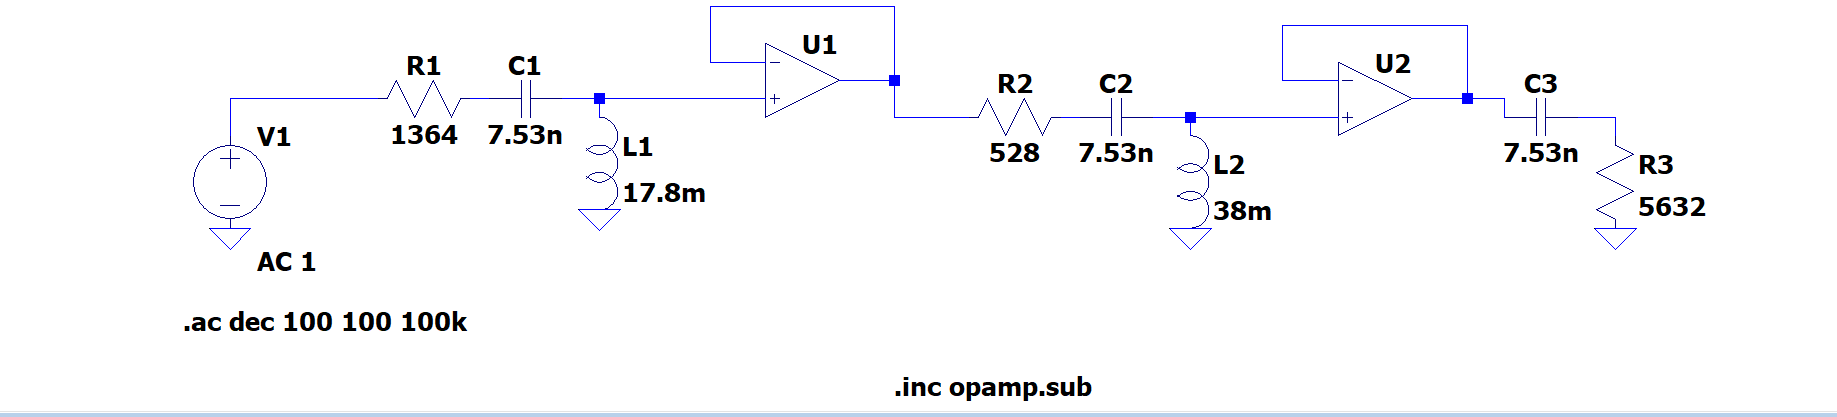 V1
AC 1
R1
1364
C1
7.53n
L1
17.8m
U1
R2
528
C2
7.53n
L2
38m
U2
C3
7.53n
R3
5632
.ac dec 100 100 100k
.inc opamp.sub